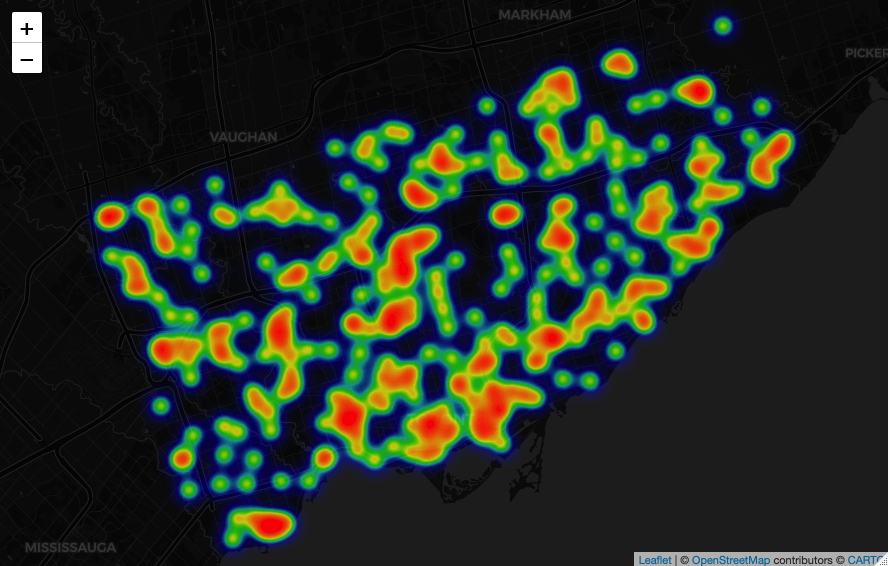 +
MARKHAM
PICKER
VAUGHAN
−
MISSISSAUGA
Leaflet | © OpenStreetMap contributors © CARTO